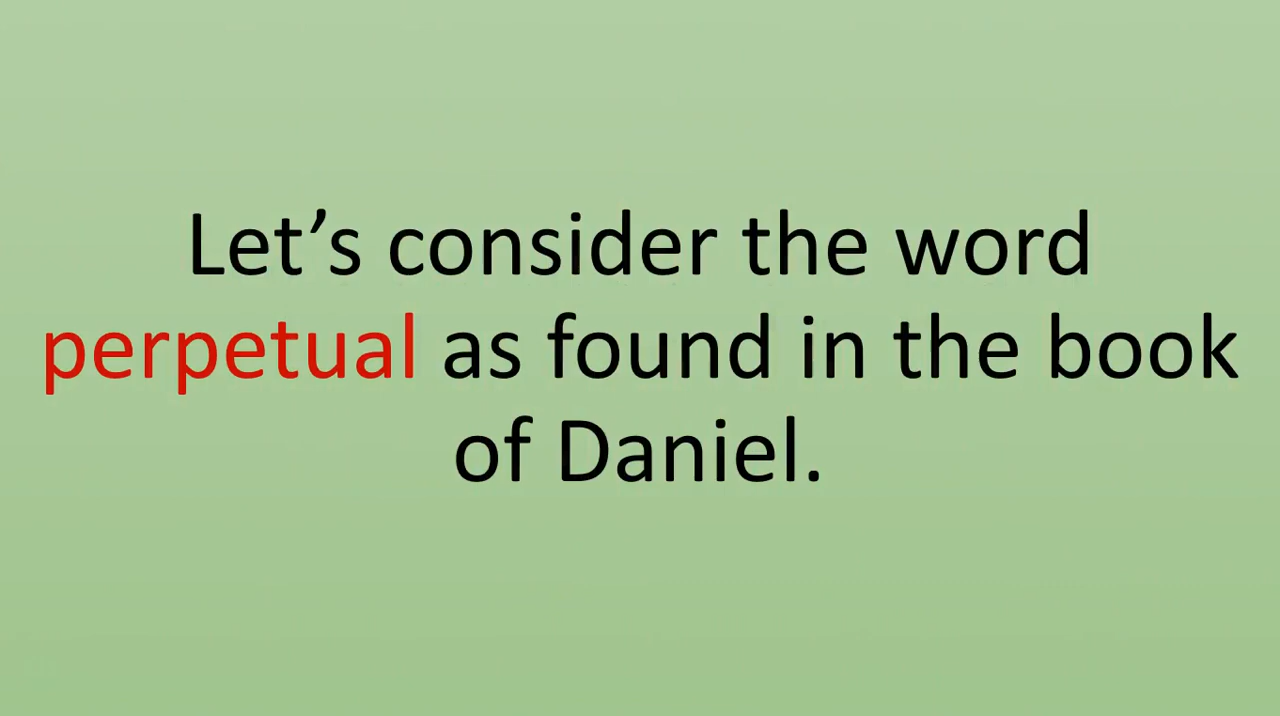 Let’s consider the word
perpetual as found in the book
of Daniel.